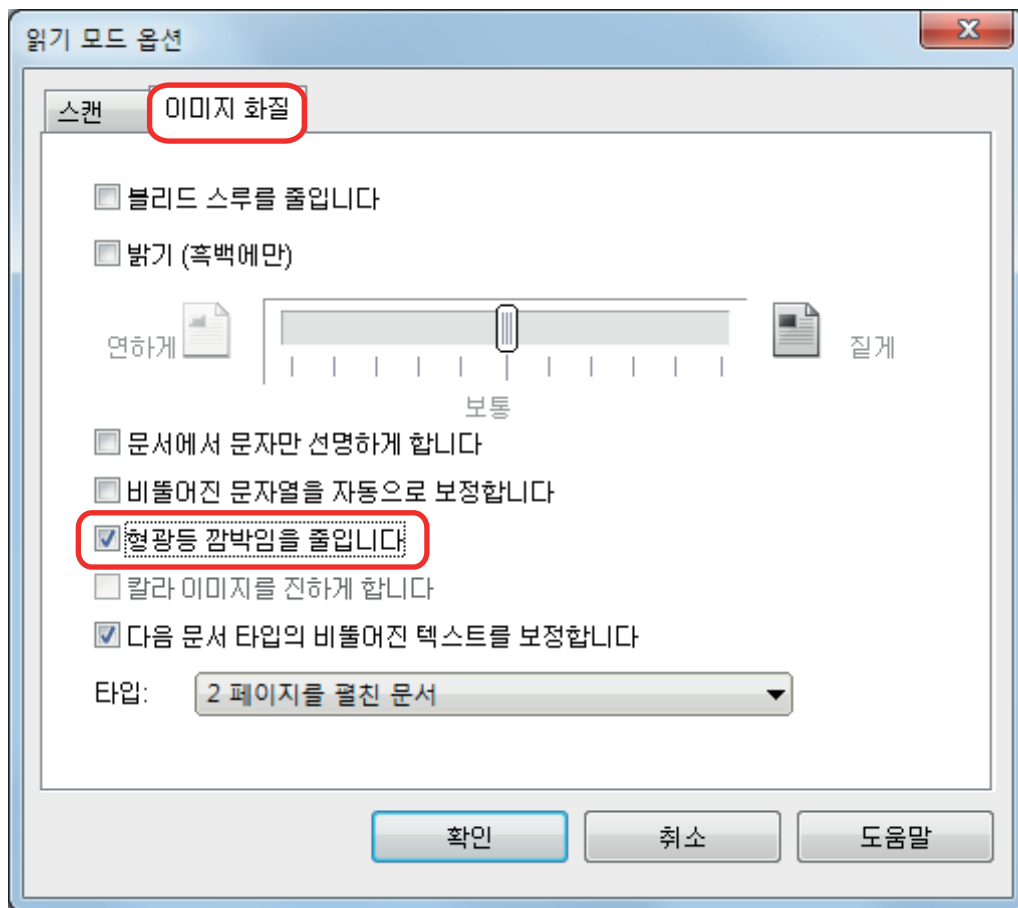 읽기 모드 옵션
스캔 이미지 화질
블리드 스루를 줄입니다
밝기 (흑백에만)
연하게 짙게
보통
문서에서 문자만 선명하게 합니다
비뚤어진 문자열을 자동으로 보정합니다
형광등 깜박임을 줄입니다
칼라 이미지를 진하게 합니다
다음 문서 타입의 비뚤어진 텍스트를 보정합니다
타입: 2 페이지를 펼친 문서
확인 취소 도움말